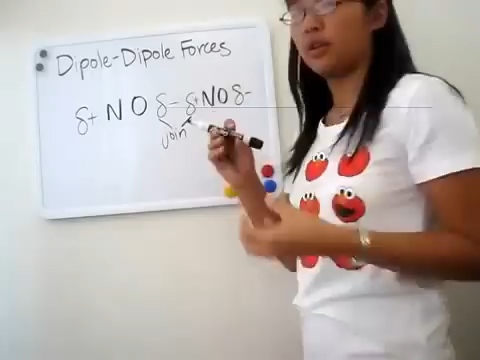 Dipole-Dipole Forces
δ+ N O δ- δ+ N O δ-
join